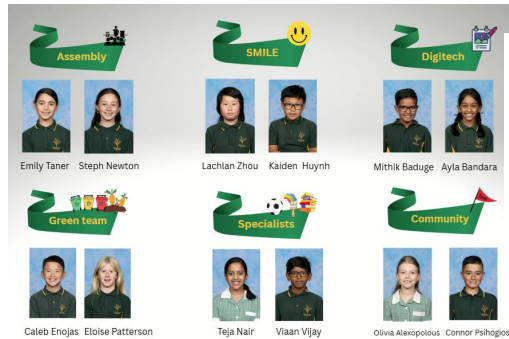 Assembly
SMILE
Digitech
Emily Taner Steph Newton
Lachlan Zhou Kaiden Huynh
Mithik Baduge Ayla Bandara
Green team
Specialists
Community
Caleb Enojas Eloise Patterson
Teja Nair Viaan Vijay
Olivia Alexopolous Connor Psihogios